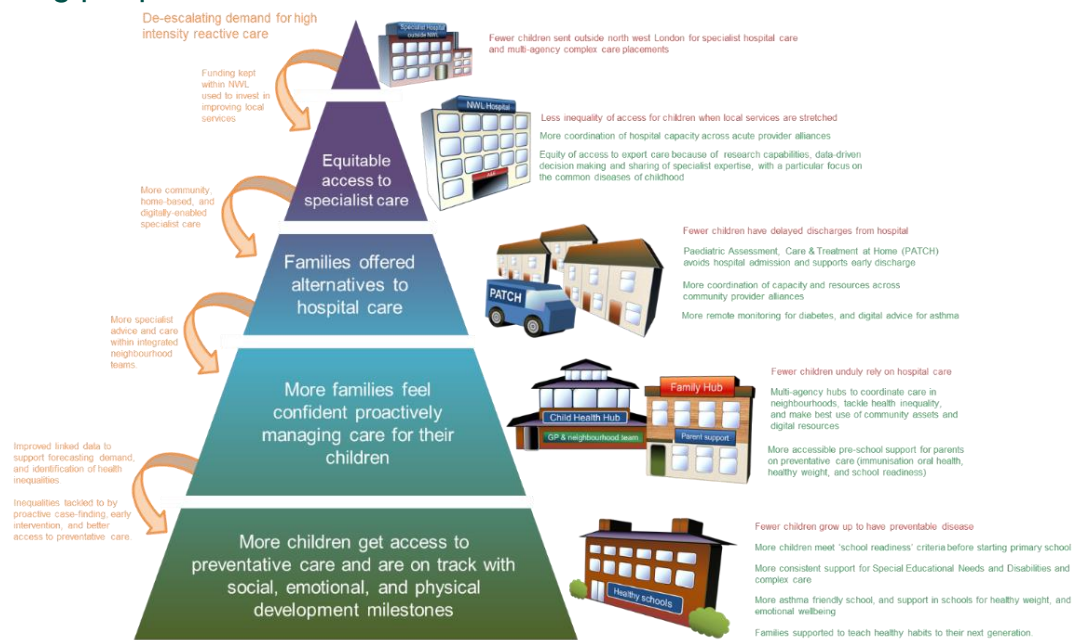 De-escalating demand for high
intensity reactive care
Specialist Hospital
outside NWL
Fewer children sent outside north west London for specialist hospital care
and multi-agency complex care placements
Funding kept
within NWL
used to invest in
improving local
services
NWL Hospital
A&E
Equitable
access to
specialist care
Less inequality of access for children when local services are stretched
More coordination of hospital capacity across acute provider alliances
Equity of access to expert care because of research capabilities, data-driven
decision making and sharing of specialist expertise, with a particular focus on
the common diseases of childhood
More community,
home-based, and
digitally-enabled
specialist care
Families offered
alternatives to
hospital care
PATCH
Fewer children have delayed discharges from hospital
Paediatric Assessment, Care & Treatment at Home (PATCH)
avoids hospital admission and supports early discharge
More coordination of capacity and resources across
community provider alliances
More remote monitoring for diabetes, and digital advice for asthma
More specialist
advice and care
within integrated
neighbourhood
teams.
More families feel
confident proactively
managing care for their
children
Child Health Hub
GP & neighbourhood team
Family Hub
Parent support
Fewer children unduly rely on hospital care
Multi-agency hubs to coordinate care in
neighbourhoods, tackle health inequality,
and make best use of community assets and
digital resources
More accessible pre-school support for parents
on preventative care (immunisation oral health,
healthy weight, and school readiness)
Improved linked data to
support forecasting demand,
and identification of health
inequalities
Inequalities tackled to by
proactive case-finding, early
intervention, and better
access to preventative care.
More children get access to
preventative care and are on track with
social, emotional, and physical
development milestones
Healthy schools
Fewer children grow up to have preventable disease
More children meet 'school readiness' criteria before starting primary school
More consistent support for Special Educational Needs and Disabilities and
complex care
More asthma friendly school, and support in schools for healthy weight, and
emotional wellbeing
Families supported to teach healthy habits to their next generation.